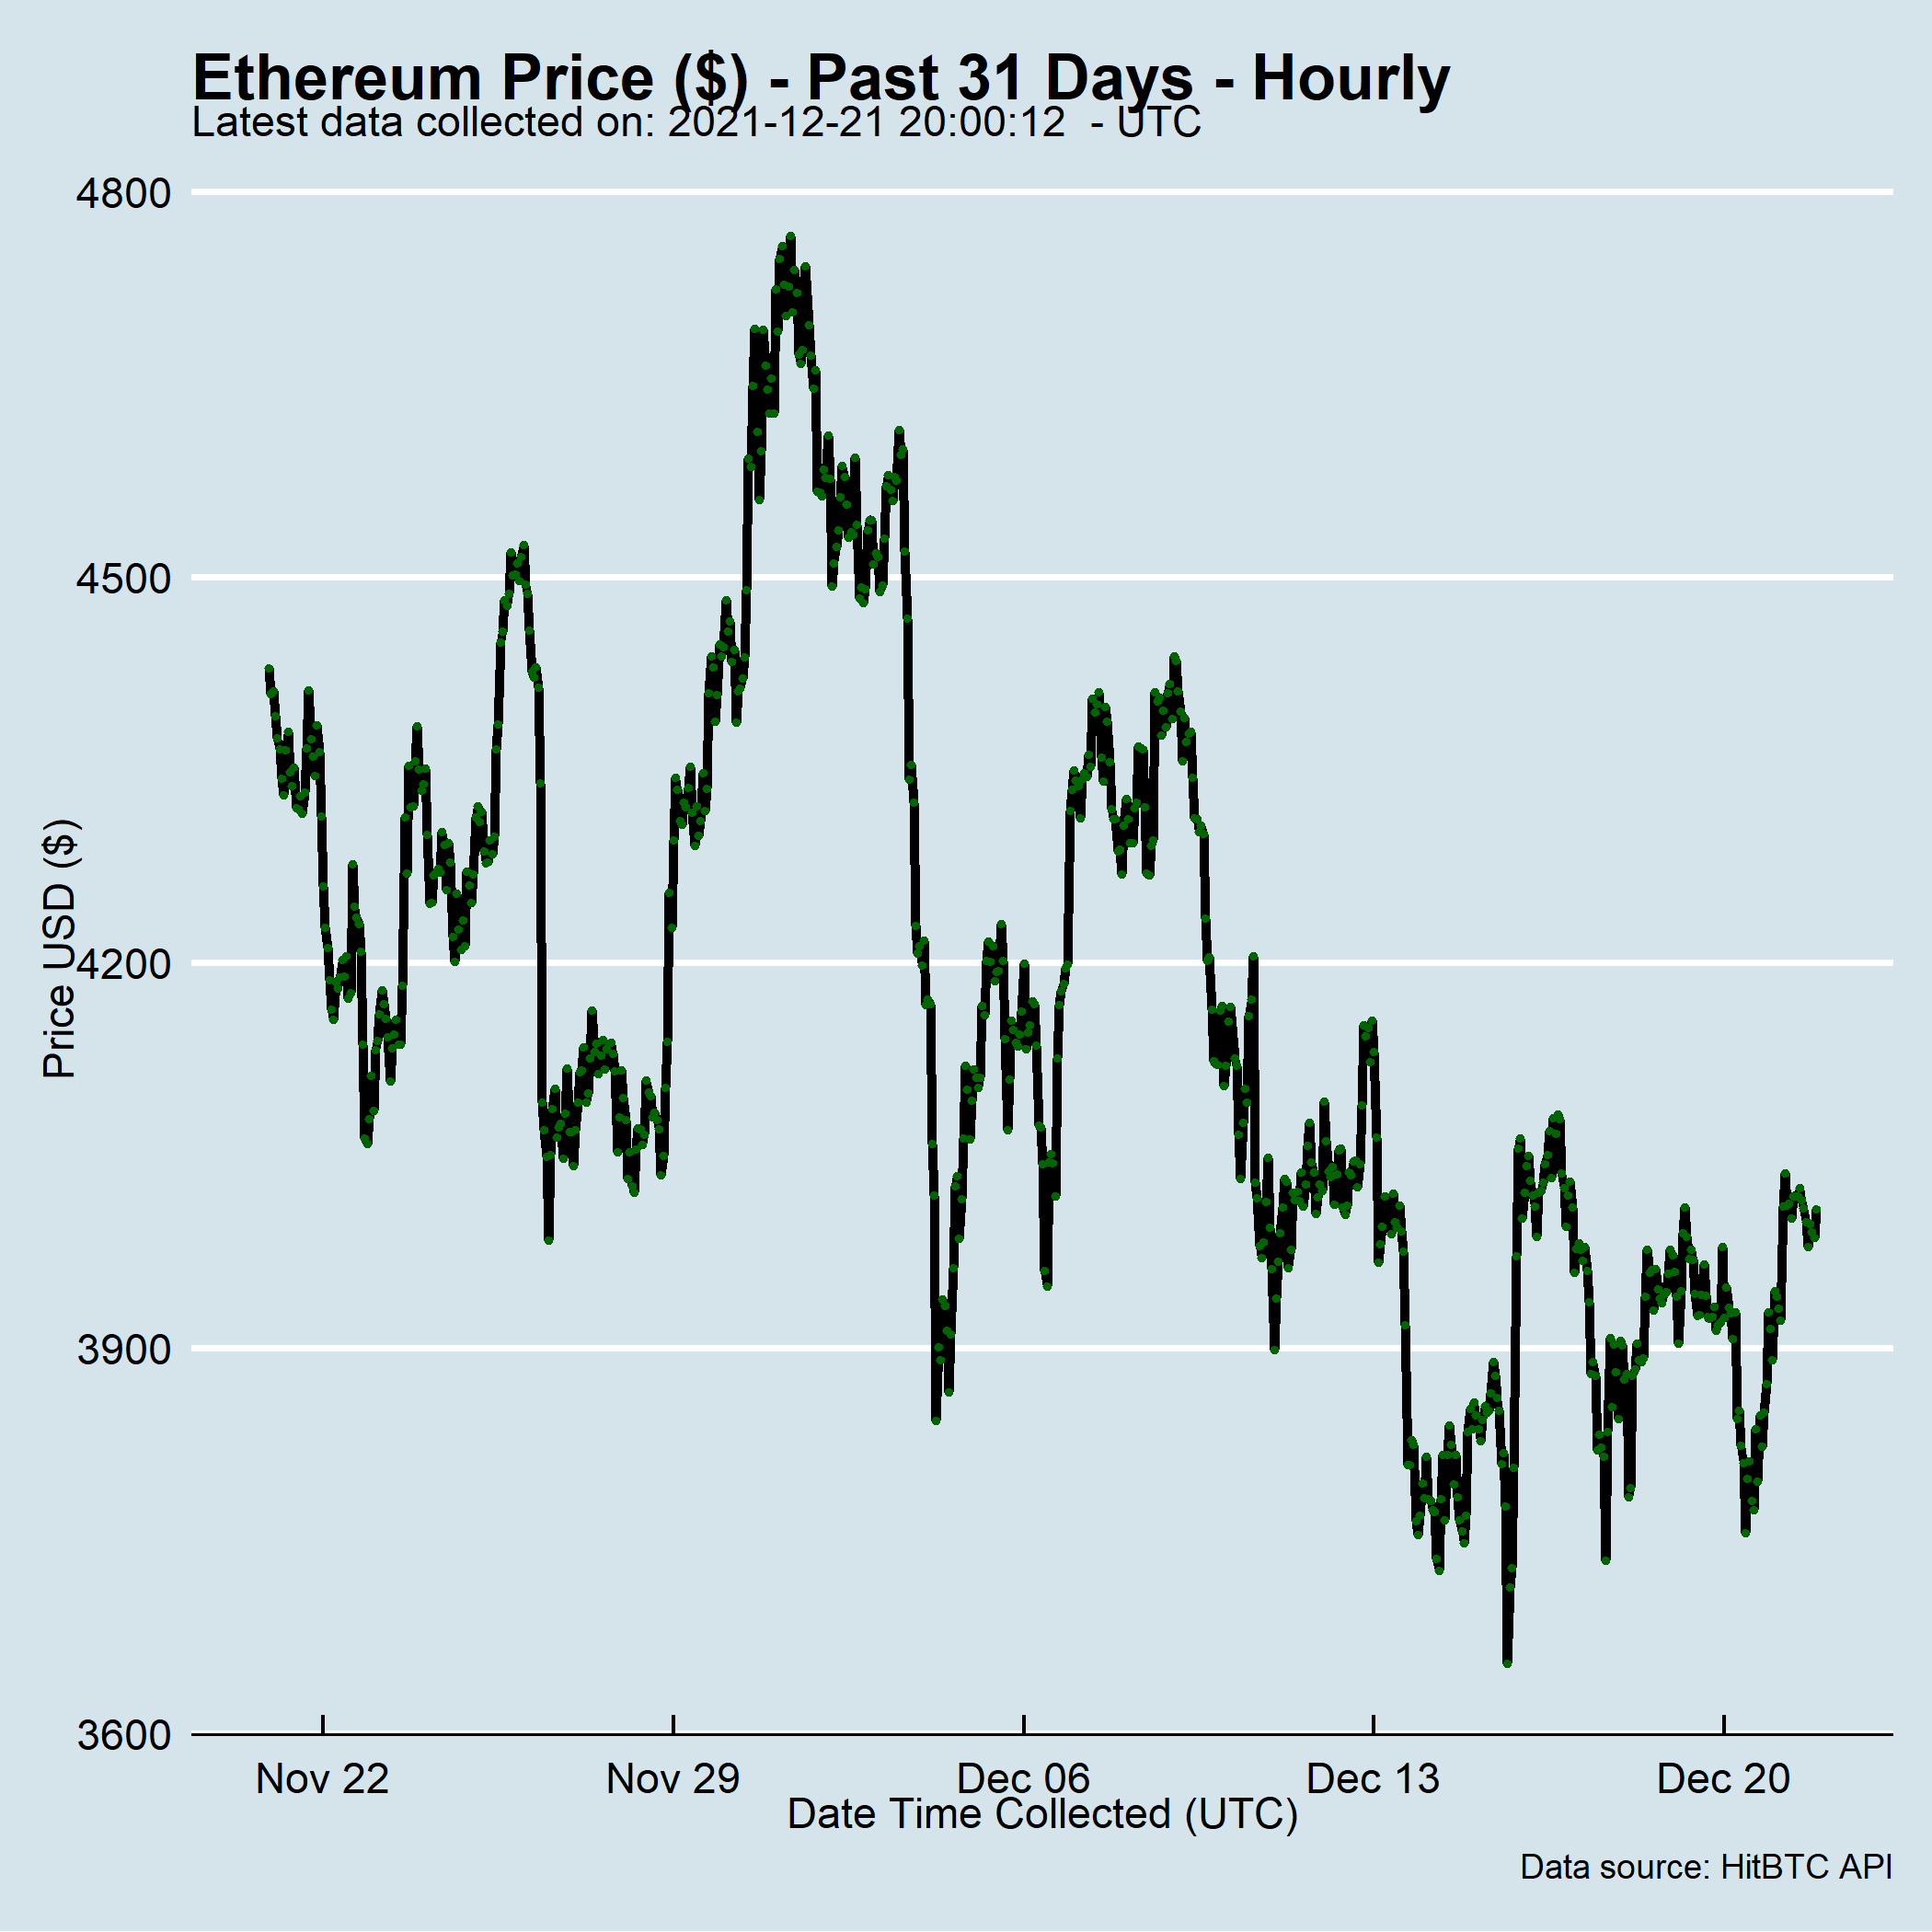 Ethereum Price ($) - Past 31 Days - Hourly
Latest data collected on: 2021-12-21 20:00:12  - UTC
4800
4500
4200
3900
3600
Price USD ($)
Nov 22
Nov 29
Dec 06
Dec 13
Dec 20
Date Time Collected (UTC)
Data source: HitBTC API